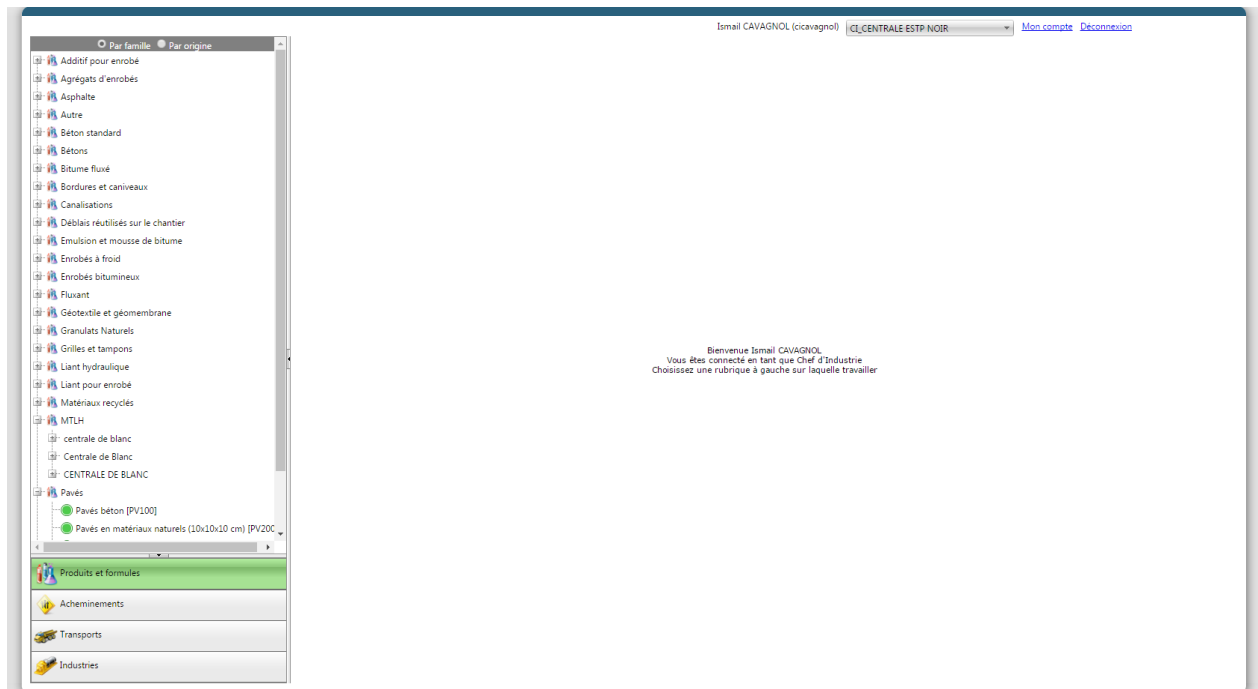 Ismail CAVAGNOL (cicavagnol) CI_CENTRALE ESTP NOIR Mon compte Déconnexion
Par famille Par origine
Additif pour enrobé
Agrégats d'enrobés
Asphalte
Autre
Béton standard
Bétons
Bitume fluxé
Bordures et caniveaux
Canalisations
Déblais réutilisés sur le chantier
Emulsion et mousse de bitume
Enrobés à froid
Enrobés bitumineux
Fluxant
Géotextile et géomembrane
Granulats Naturels
Grilles et tampons
Liant hydraulique
Liant pour enrobé
Matériaux recyclés
MTLH
centrale de blanc
Centrale de Blanc
CENTRALE DE BLANC
Pavés
Pavés béton [PV100]
Pavés en matériaux naturels (10x10x10 cm) [PV200
Produits et formules
Acheminements
Transports
Industries
Bienvenue Ismail CAVAGNOL
Vous êtes connecté en tant que Chef d'Industrie
Choisissez une rubrique à gauche sur laquelle travailler